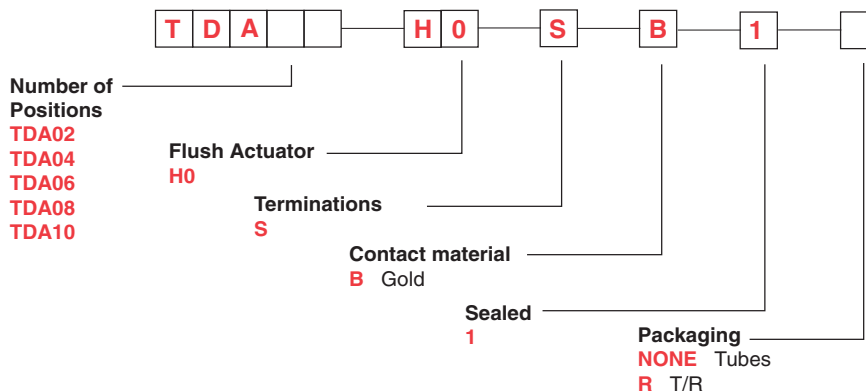 T D A H 0 S B 1
Number of
Positions
TDA02
TDA04
TDA06
TDA08
TDA10
Flush Actuator
H0
Terminations
S
Contact material
B Gold
Sealed
1
Packaging
NONE Tubes
R T/R